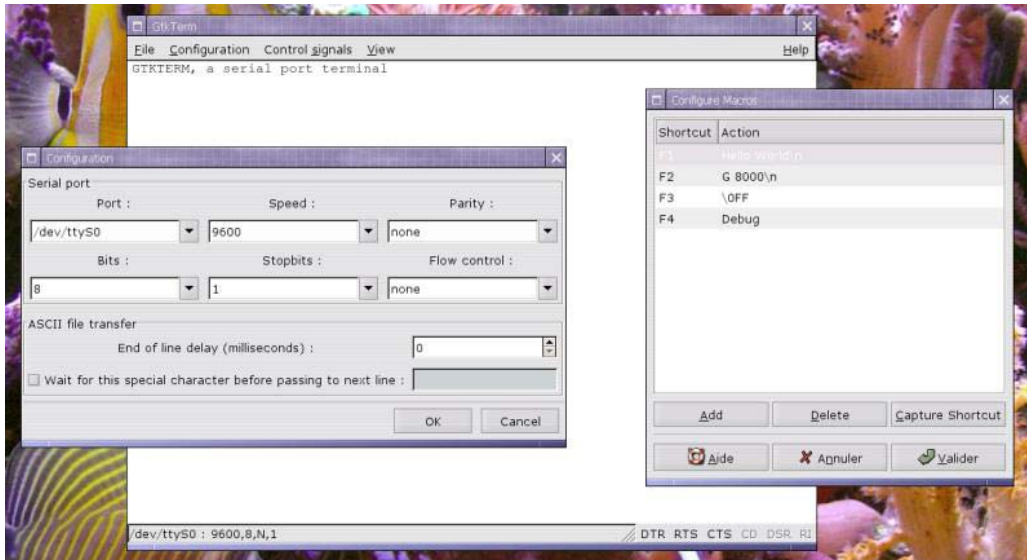 GtkTerm
File Configuration Control signals View Help
GTKTERM, a serial port terminal
Configuration
Serial port
Port : Speed : Parity :
/dev/ttyS0 9600 none
Bits : Stopbits : Flow control :
8 1 none
ASCII file transfer
End of line delay (milliseconds) : 0
Wait for this special character before passing to next line :
OK Cancel
Configure Macros
Shortcut Action
F1 Hello World\n
F2 G 8000\n
F3 \0FF
F4 Debug
Add Delete Capture Shortcut
Aide Annuler Valider
/dev/ttyS0 : 9600,8,N,1 DTR RTS CTS CD DSR RI